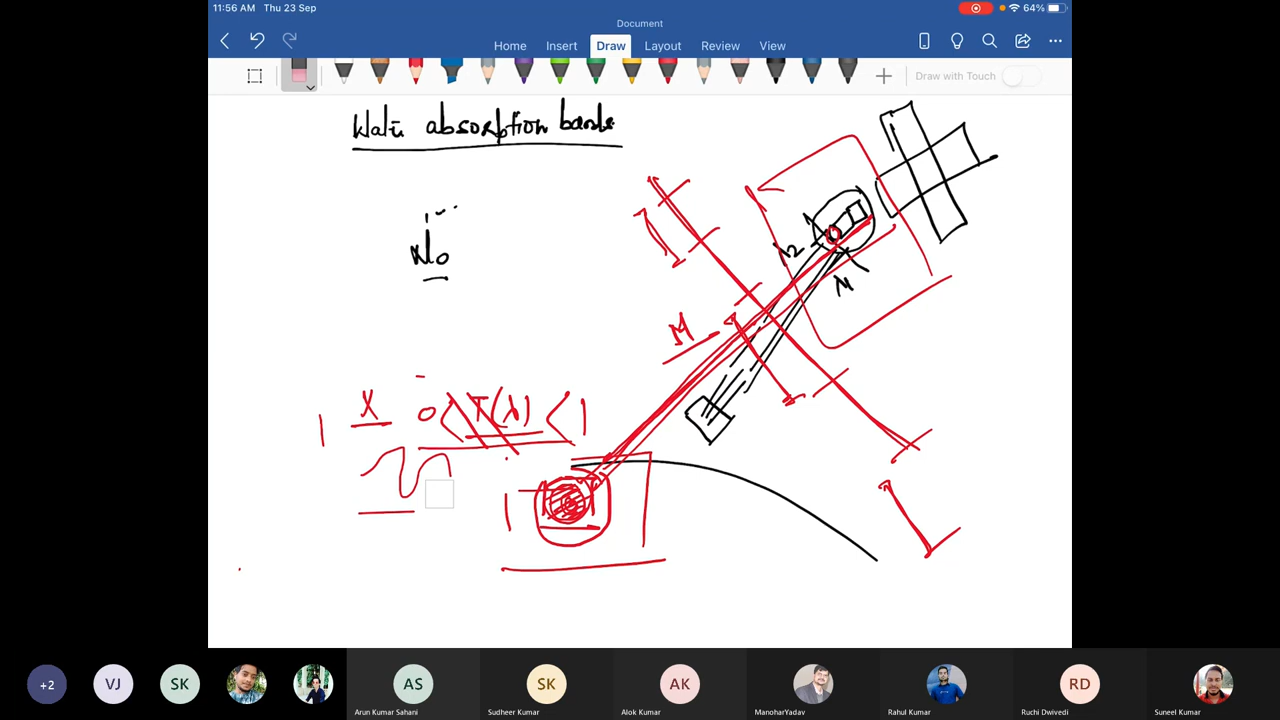 11:56 AM Thu 23 Sep
64%
Document
Home Insert Draw Layout Review View
Draw with Touch
absorption bands
No
M
0 < T(λ) < 1
+2
VJ
SK
AS
SK
AK
RD
Arun Kumar Sahani
Sudheer Kumar
Alok Kumar
ManoharYadav
Rahul Kumar
Ruchi Dwivedi
Suneel Kumar